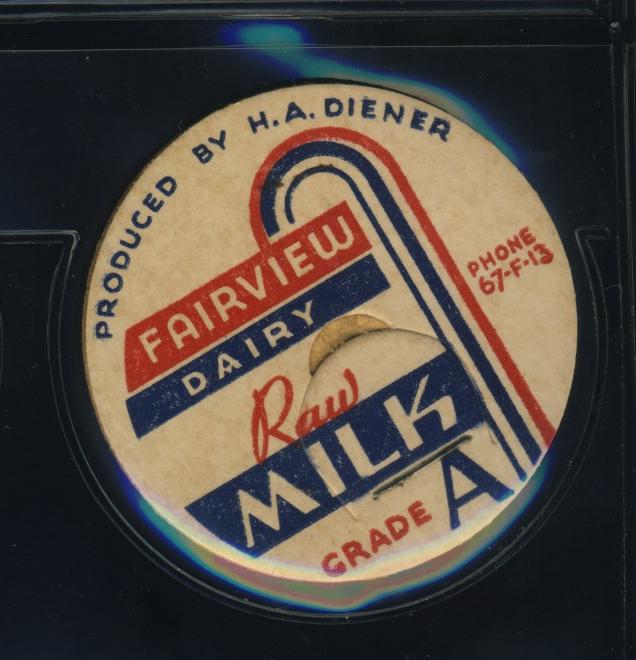 PRODUCED BY H.A. DIENER
FAIRVIEW
DAIRY
PHONE
67-F-13
Raw
MILK
GRADE A